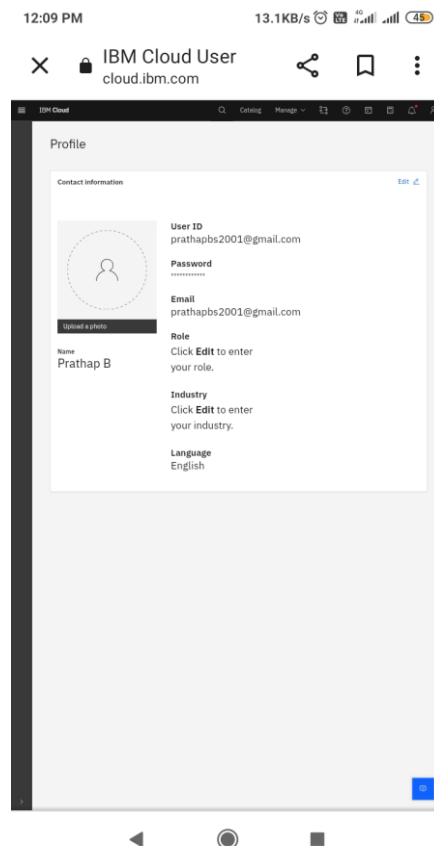 12:09 PM 13.1KB/s 4G 45
IBM Cloud User
cloud.ibm.com
IBM Cloud Catalog Manage
Profile
Contact information Edit
User ID
prathapbs2001@gmail.com
Password
***********
Email
prathapbs2001@gmail.com
Upload a photo
Name
Prathap B
Role
Click Edit to enter
your role.
Industry
Click Edit to enter
your industry.
Language
English